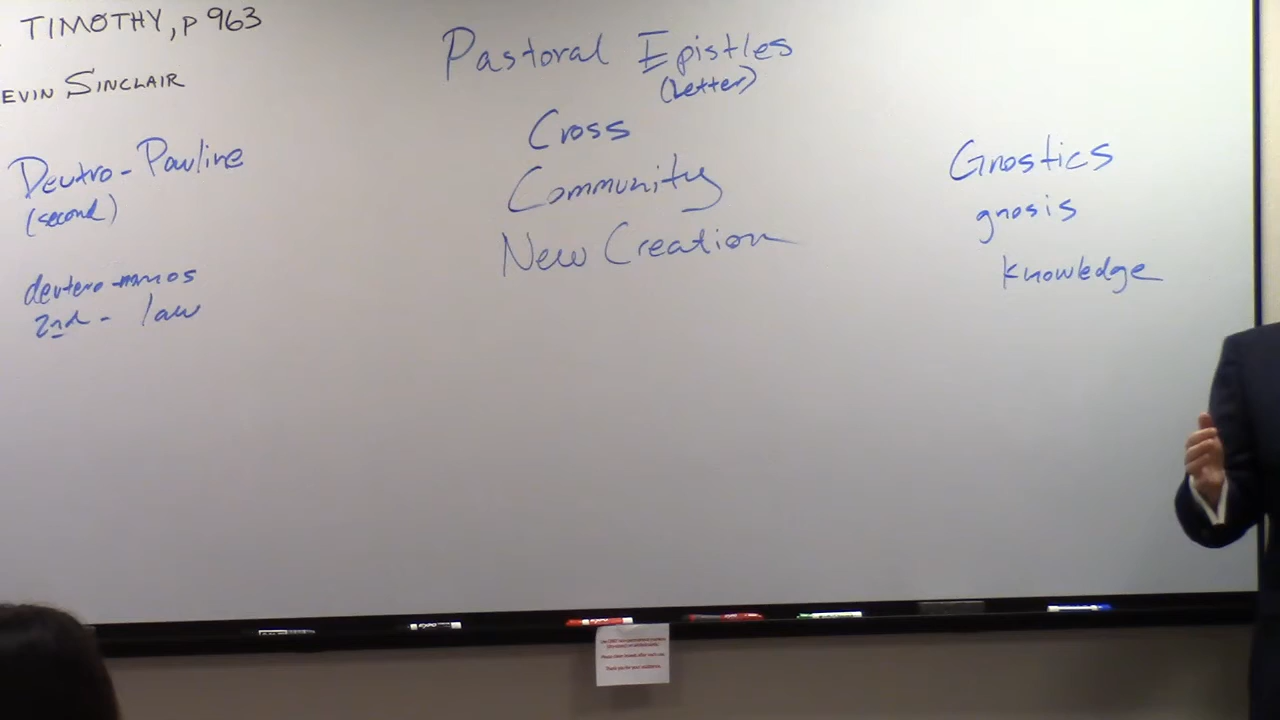 TIMOTHY, p 963
EVIN SINCLAIR
Deutro-Pauline
(second)
deutero-nomos
2nd - law
Pastoral Epistles
(Letter)
Cross
Community
New Creation
Gnostics
gnosis
knowledge
EXPO